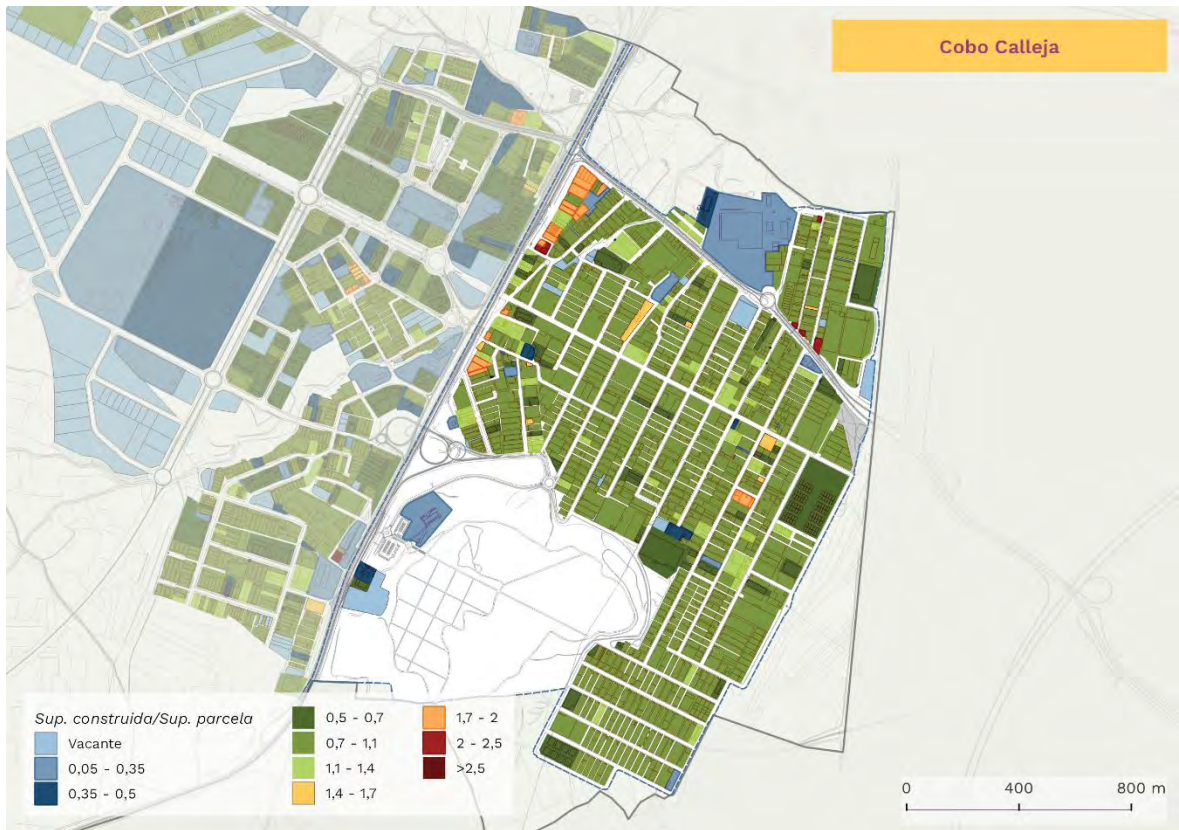 Cobo Calleja
Sup. construida/Sup. parcela
Vacante
0,05 - 0,35
0,35 - 0,5
0,5 - 0,7
0,7 - 1,1
1,1 - 1,4
1,4 - 1,7
1,7 - 2
2 - 2,5
>2,5
0 400 800 m